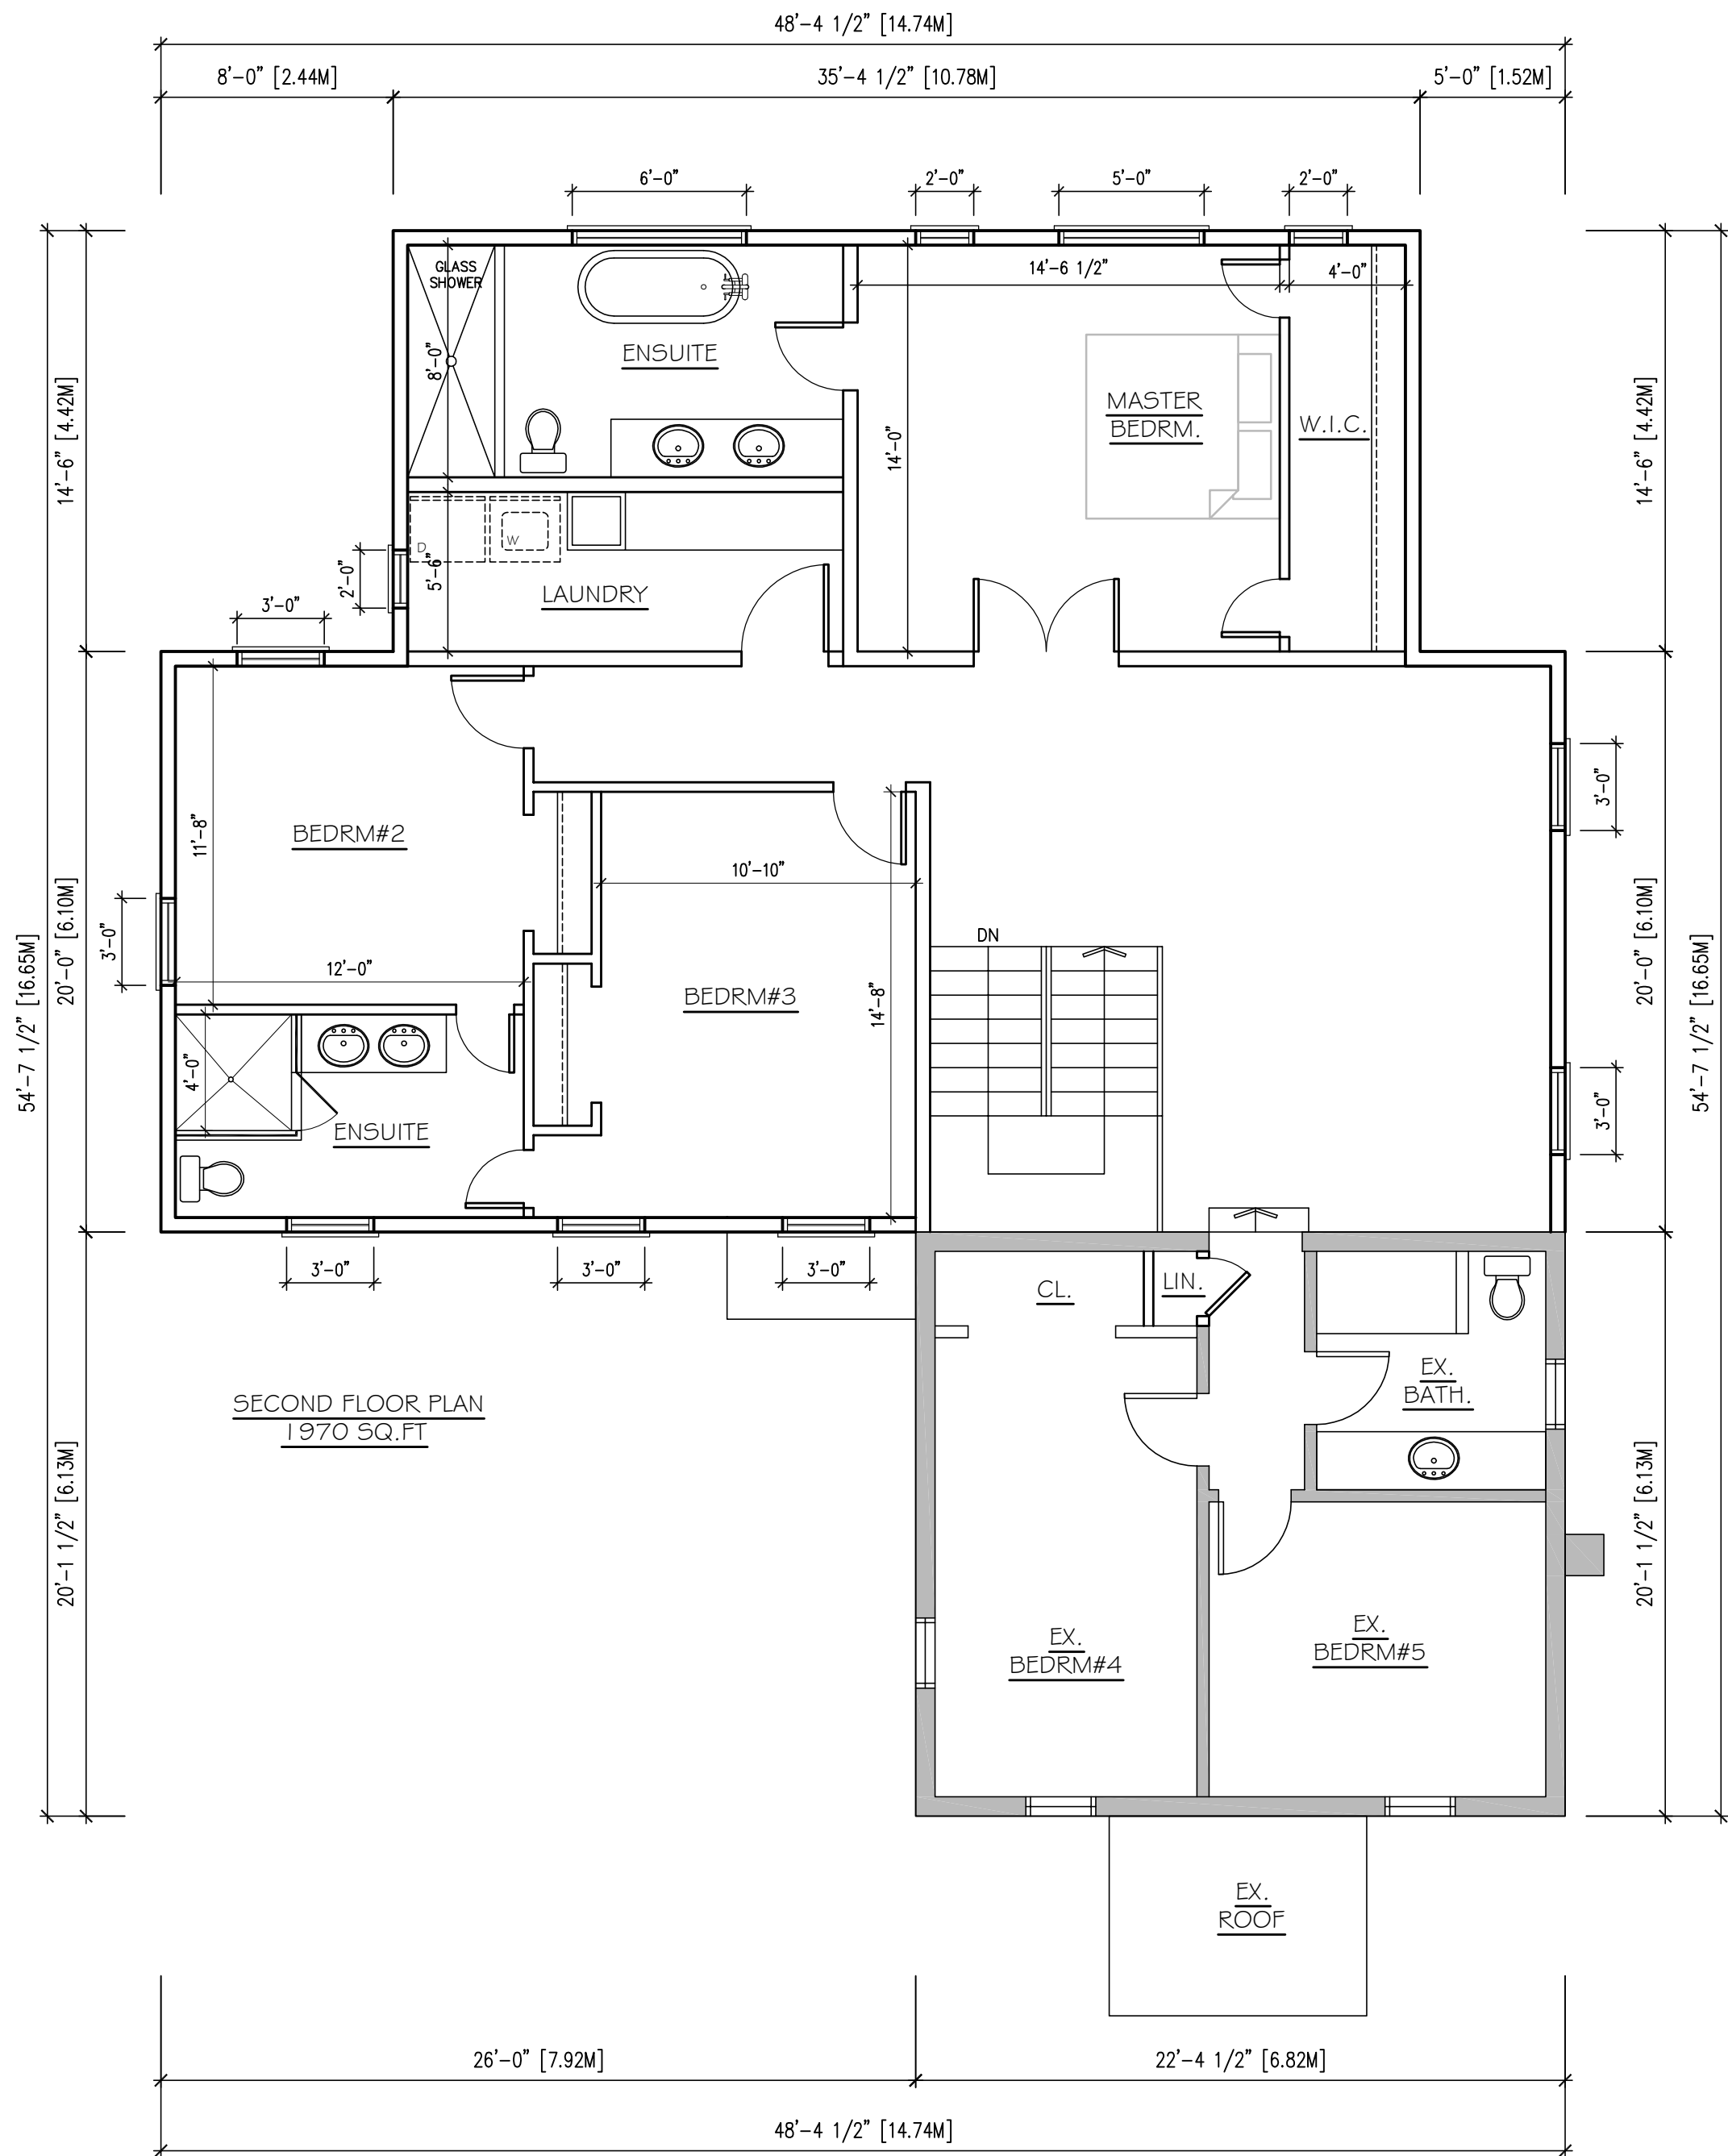 48'-4 1/2" [14.74M]
8'-0" [2.44M]
35'-4 1/2" [10.78M]
5'-0" [1.52M]
6'-0"
2'-0"
5'-0"
2'-0"
GLASS
SHOWER
14'-6 1/2"
4'-0"
ENSUITE
8'-0"
MASTER
BEDRM.
W.I.C.
14'-0"
14'-6" [4.42M]
14'-6" [4.42M]
D
W
5'-6"
2'-0"
LAUNDRY
3'-0"
3'-0"
BEDRM#2
11'-8"
10'-10"
DN
3'-0"
12'-0"
BEDRM#3
14'-8"
54'-7 1/2" [16.65M]
20'-0" [6.10M]
20'-0" [6.10M]
54'-7 1/2" [16.65M]
4'-0"
ENSUITE
3'-0"
3'-0"
3'-0"
3'-0"
CL.
LIN.
EX.
BATH.
SECOND FLOOR PLAN
1970 SQ.FT
20'-1 1/2" [6.13M]
20'-1 1/2" [6.13M]
EX.
BEDRM#4
EX.
BEDRM#5
EX.
ROOF
26'-0" [7.92M]
22'-4 1/2" [6.82M]
48'-4 1/2" [14.74M]